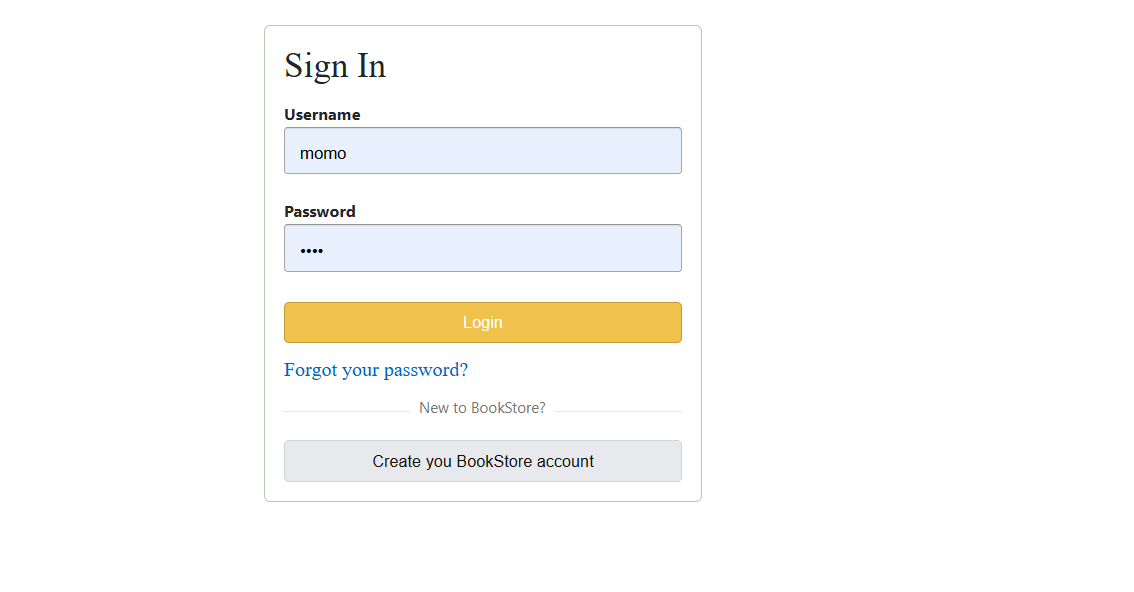 Sign In
Username
momo
Password
••••
Login
Forgot your password?
New to BookStore?
Create you BookStore account